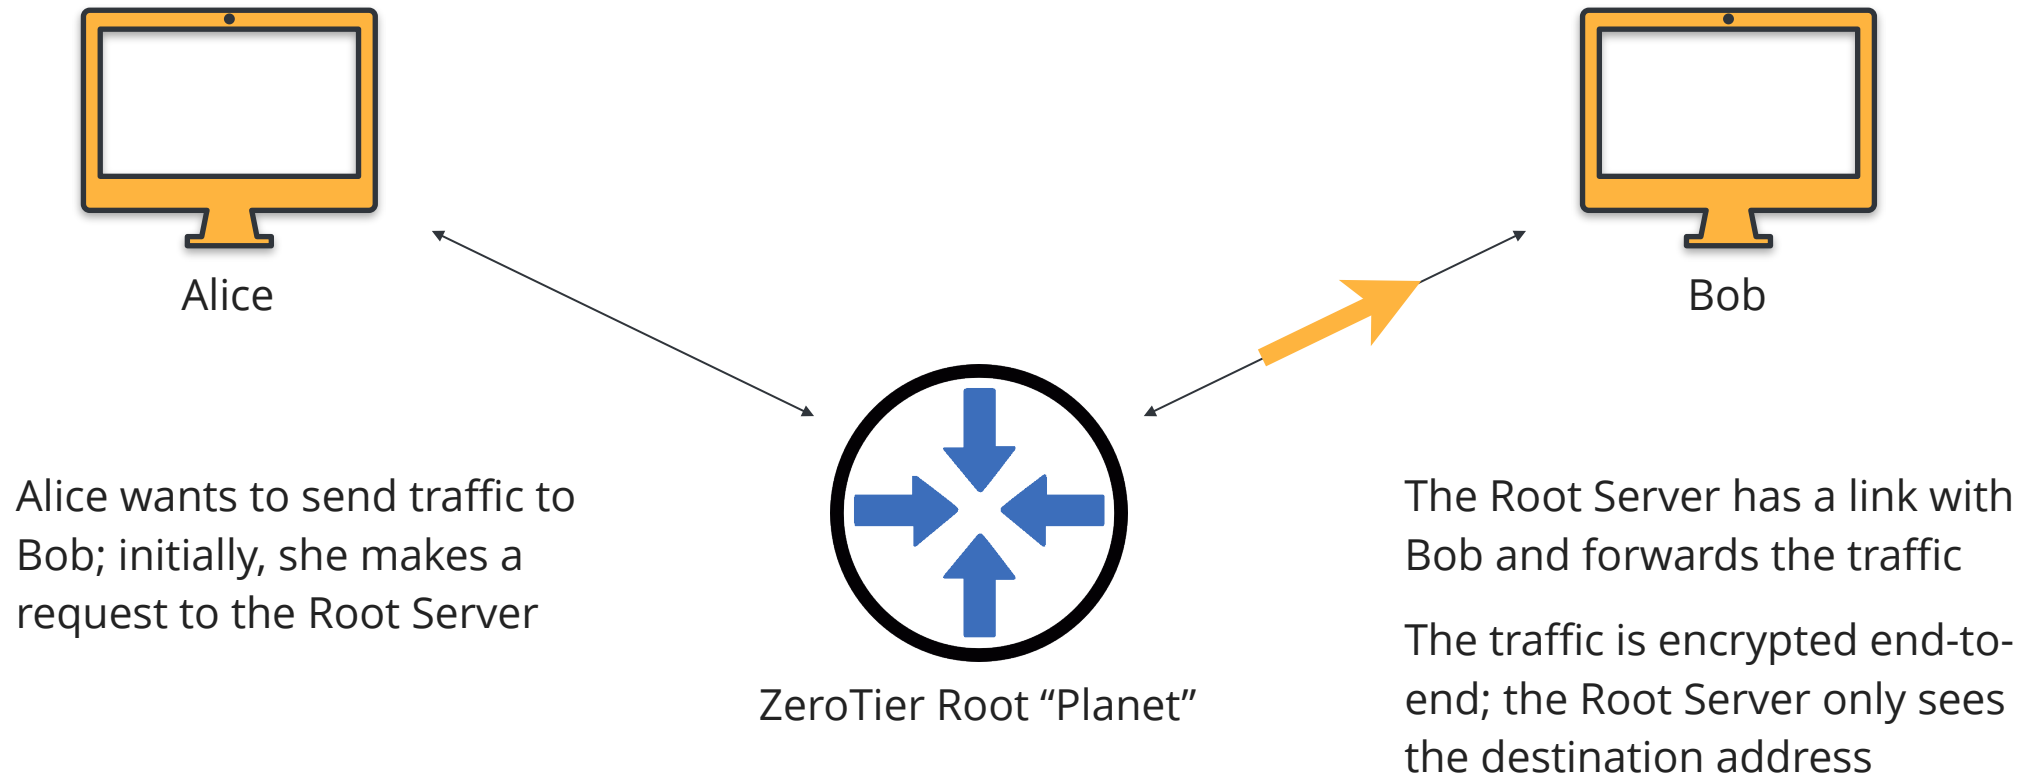 Alice
Bob
Alice wants to send traffic to
Bob; initially, she makes a
request to the Root Server
ZeroTier Root “Planet”
The Root Server has a link with
Bob and forwards the traffic
The traffic is encrypted end-to-
end; the Root Server only sees
the destination address